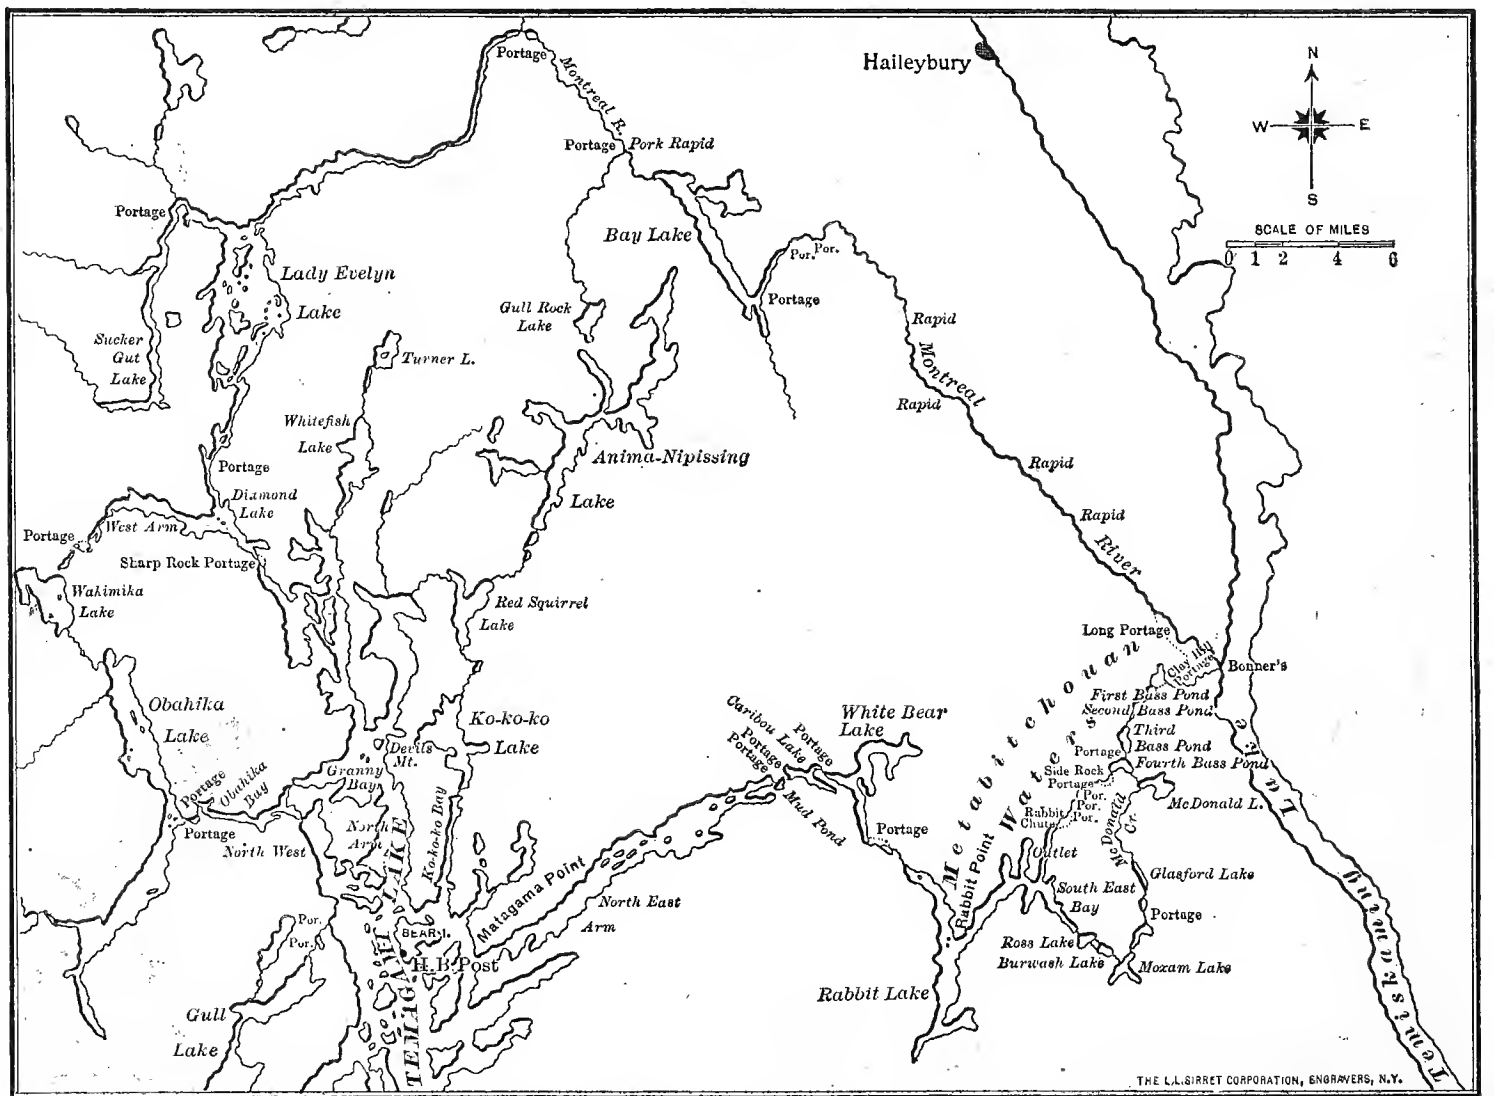 Haileybury
N
W
E
S
SCALE OF MILES
0 1 2 4 6
Portage
Montreal R.
Portage
Pork Rapid
Portage
Bay Lake
Por.
Por.
Portage
Lady Evelyn
Lake
Gull Rock
Lake
Rapid
Montreal
Rapid
Rapid
Rapid
River
Sucker
Gut
Lake
Turner L.
Whitefish
Lake
Anima-Nipissing
Lake
Portage
Diamond
Lake
West Arm
Portage
Sharp Rock Portage
Wakimika
Lake
Red Squirrel
Lake
Long Portage
Clay Hill
Portage
Bonner's
First Bass Pond
Second Bass Pond
Third
Bass Pond
Portage
Fourth Bass Pond
Side Rock
Portage
Por.
Por.
Por.
Rabbit
Chute
McDonald L.
McDonald
Cr.
Metabitchouan
Waters
Obahika
Lake
Ko-ko-ko
Lake
Devils
Mt.
Granny
Bay
Portage
Obahika
Bay
Portage
North West
North
Arm
Ko-ko-ko Bay
Caribou Lake
Portage
Portage
Portage
White Bear
Lake
Mud Pond
Portage
Rabbit Point
Outlet
South East
Bay
Glasford Lake
Portage
Ross Lake
Burwash Lake
Moxam Lake
Matagama Point
North East
Arm
Por.
Por.
BEAR I.
H.B. Post
TEMAGAMI LAKE
Gull
Lake
Rabbit Lake
Lake
Temiskaming
THE L.L. SIRRET CORPORATION, ENGRAVERS, N.Y.